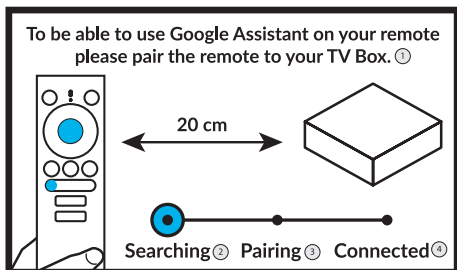 To be able to use Google Assistant on your remote
please pair the remote to your TV Box. ①
20 cm
Searching ② Pairing ③ Connected ④